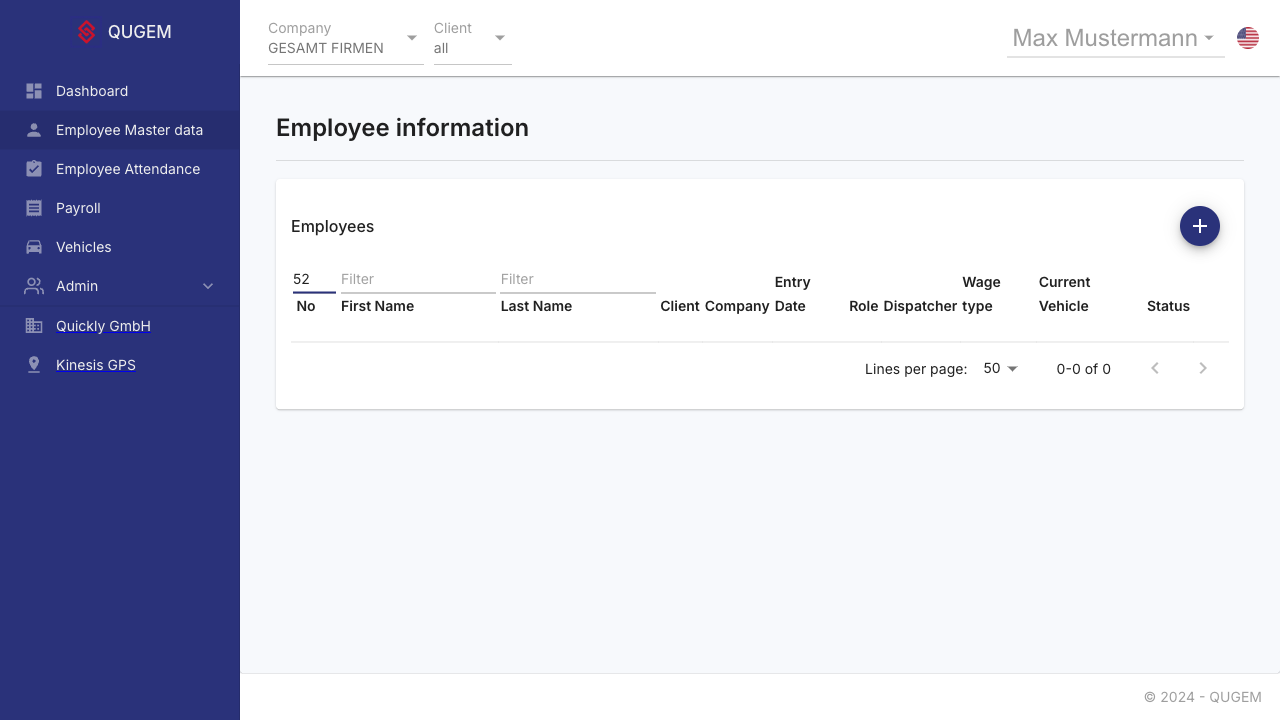 QUGEM
Company
GESAMT FIRMEN
Client
all
Max Mustermann
Dashboard
Employee Master data
Employee Attendance
Payroll
Vehicles
Admin
Quickly GmbH
Kinesis GPS
Employee information
Employees
52 Filter Filter
No First Name Last Name Client Company Entry Date Role Dispatcher Wage type Current Vehicle Status
Lines per page: 50 0-0 of 0
© 2024 - QUGEM